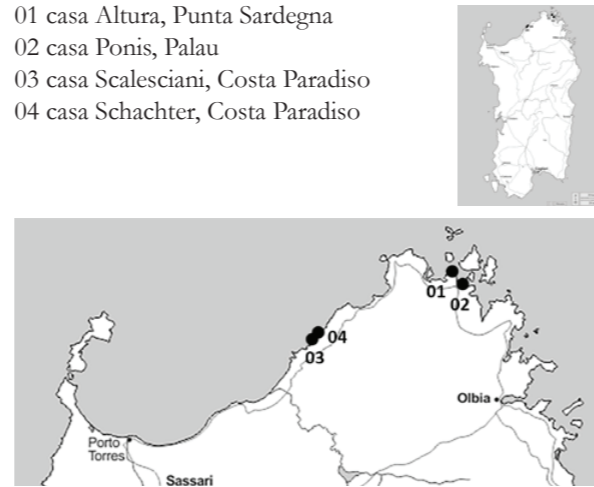 01 casa Altura, Punta Sardegna
02 casa Ponis, Palau
03 casa Scalesciani, Costa Paradiso
04 casa Schachter, Costa Paradiso
01
02
04
03
Olbia
Porto
Torres
Sassari